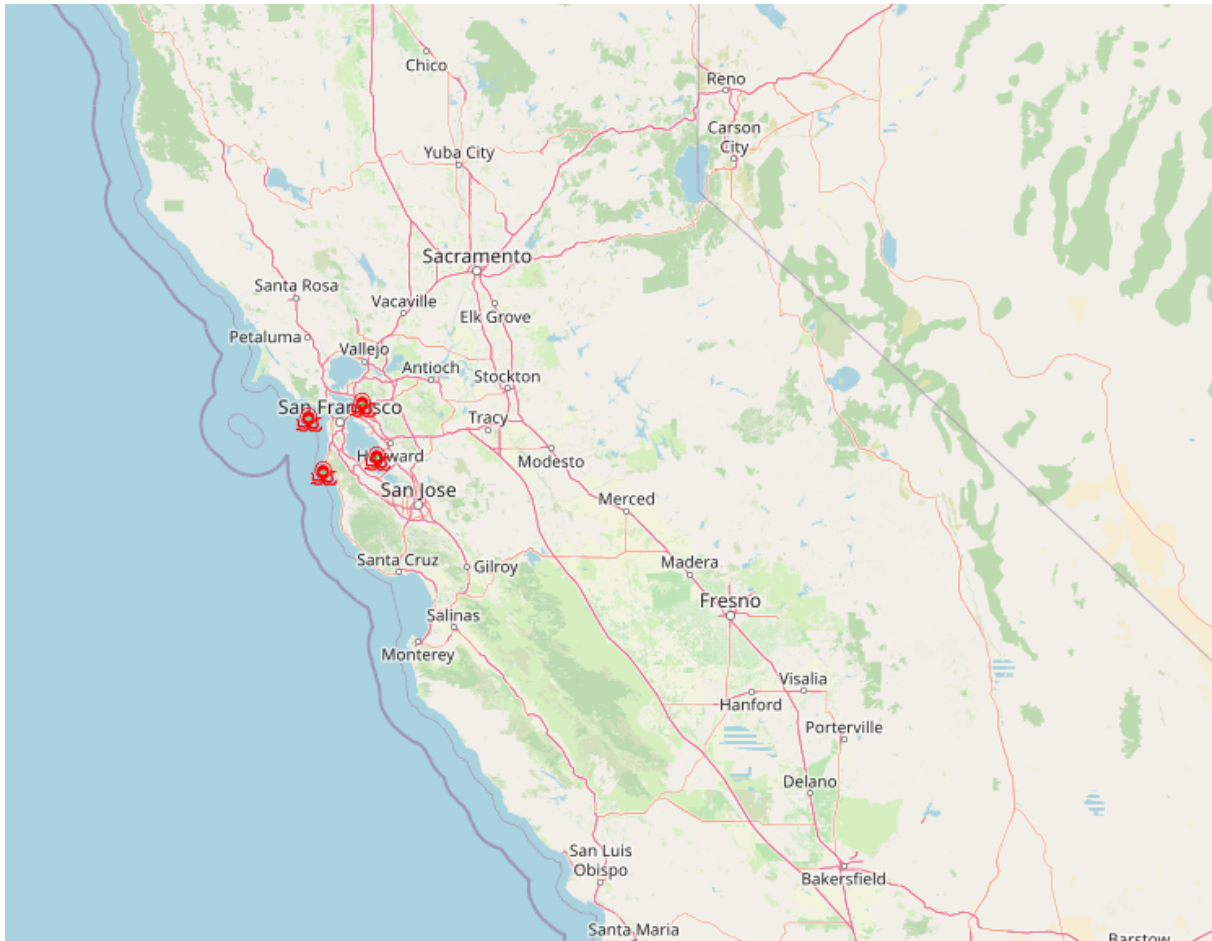 Chico
Reno
Carson
City
Yuba City
Sacramento
Santa Rosa
Vacaville
Elk Grove
Petaluma
Vallejo
Antioch
Stockton
San Francisco
Tracy
Hayward
Modesto
San Jose
Merced
Santa Cruz
Gilroy
Madera
Fresno
Salinas
Monterey
Visalia
Hanford
Porterville
Delano
San Luis
Obispo
Bakersfield
Santa Maria
Barstow